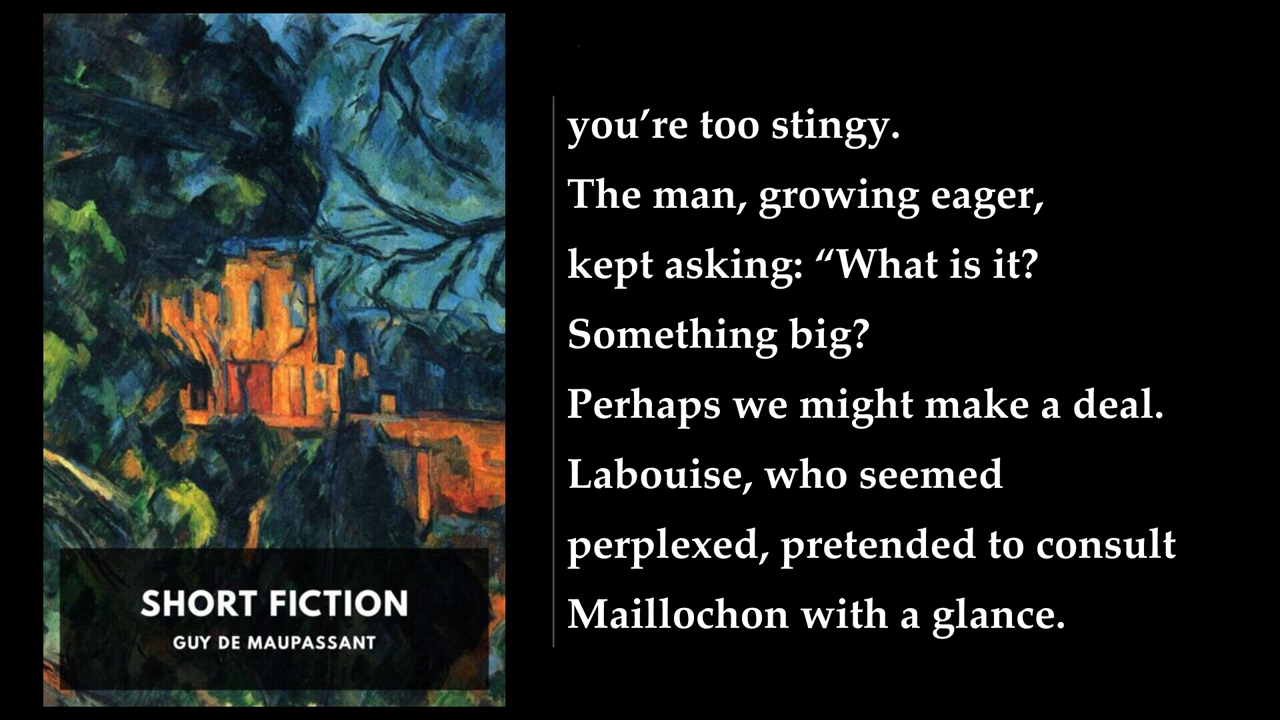 SHORT FICTION
GUY DE MAUPASSANT
you’re too stingy.
The man, growing eager,
kept asking: “What is it?
Something big?
Perhaps we might make a deal.
Labouise, who seemed
perplexed, pretended to consult
Maillochon with a glance.